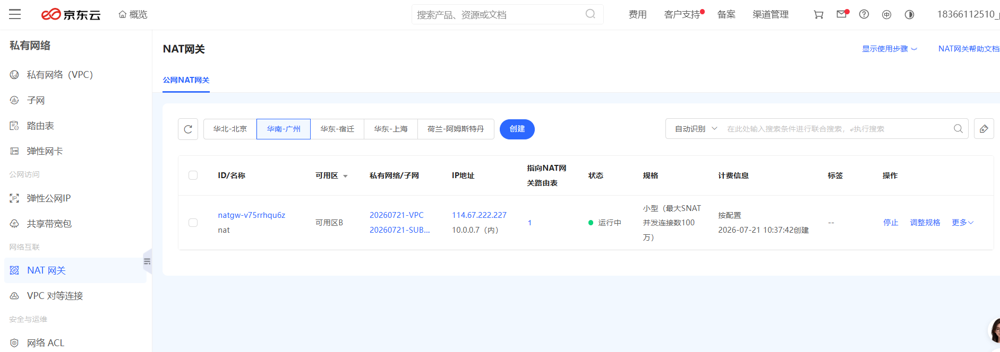 京东云
概览
搜索产品、资源或文档
费用
客户支持
备案
渠道管理
18366112510_
私有网络
私有网络（VPC）
子网
路由表
弹性网卡
公网访问
弹性公网IP
共享带宽包
网络互联
NAT 网关
VPC 对等连接
安全与运维
网络 ACL
NAT网关
显示使用步骤
NAT网关帮助文档
公网NAT网关
华北-北京
华南-广州
华东-宿迁
华东-上海
荷兰-阿姆斯特丹
创建
自动识别
在此处输入搜索条件进行联合搜索，↲执行搜索
ID/名称
可用区
私有网络/子网
IP地址
指向NAT网
关路由表
状态
规格
计费信息
标签
操作
natgw-v75rrhqu6z
nat
可用区B
20260721-VPC
20260721-SUB...
114.67.222.227
10.0.0.7（内）
1
运行中
小型（最大SNAT
并发连接数100
万）
按配置
2026-07-21 10:37:42创建
--
停止
调整规格
更多